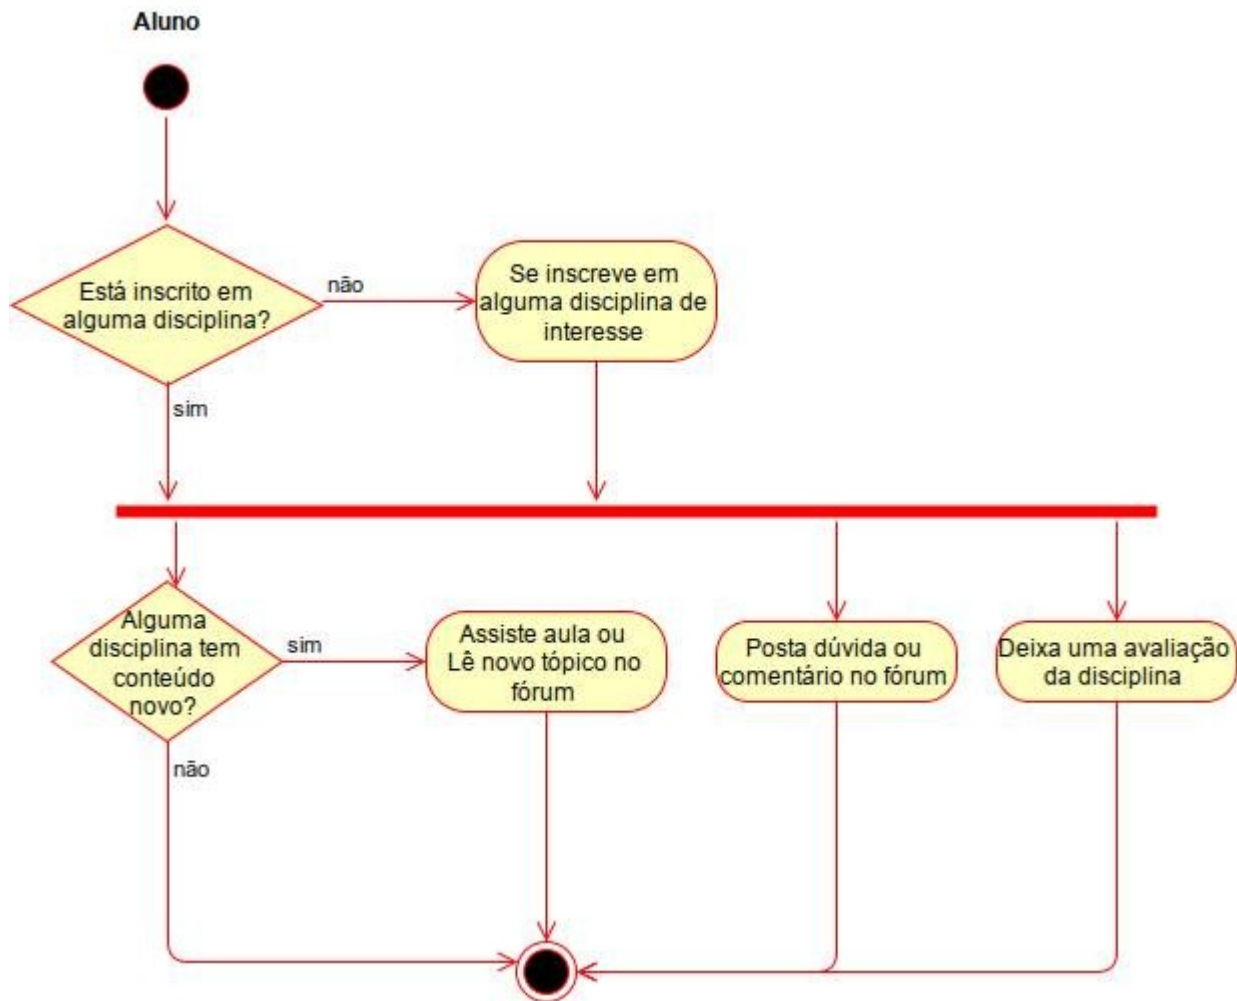 Aluno
Está inscrito em
alguma disciplina?
não
Se inscreve em
alguma disciplina de
interesse
sim
Alguma
disciplina tem
conteúdo
novo?
sim
Assiste aula ou
Lê novo tópico no
fórum
Posta dúvida ou
comentário no fórum
Deixa uma avaliação
da disciplina
não